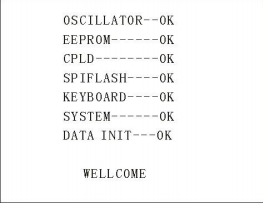 OSCILLATOR--OK
EEPROM------OK
CPLD--------OK
SPIFLASH----OK
KEYBOARD----OK
SYSTEM------OK
DATA INIT---OK
WELLCOME